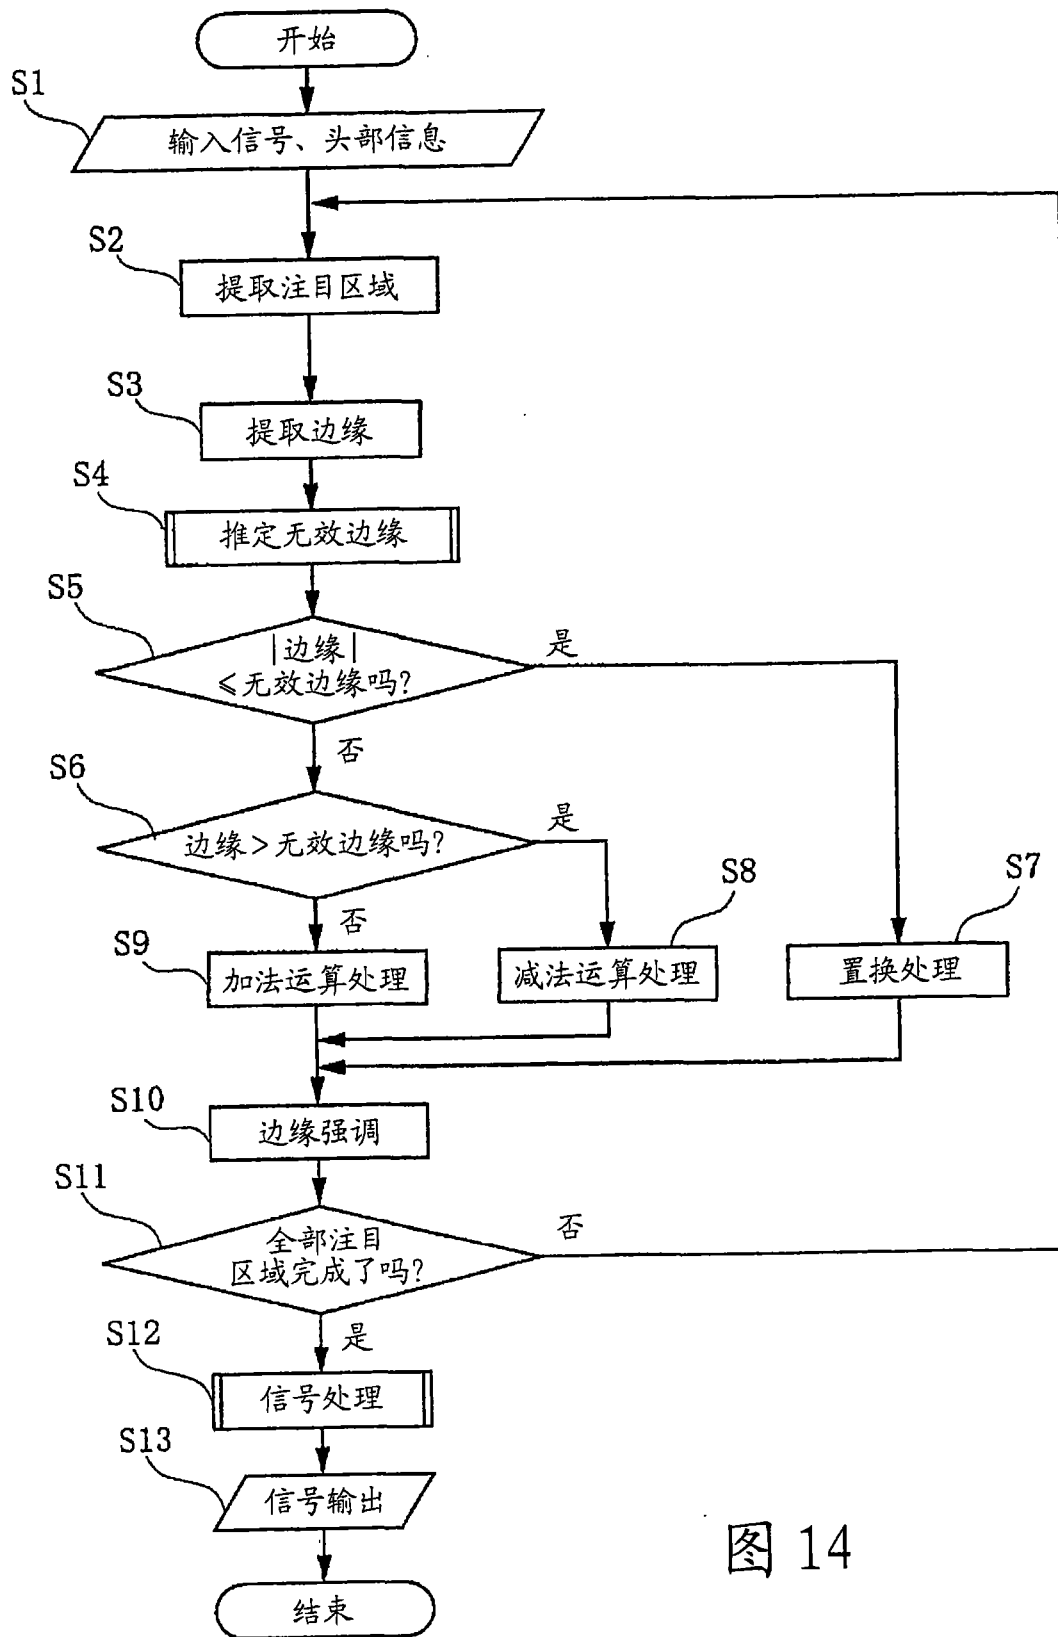 开始
S1
输入信号、头部信息
S2
提取注目区域
S3
提取边缘
S4
推定无效边缘
S5
|边缘|
≤无效边缘吗?
是
否
S6
边缘>无效边缘吗?
是
否
S9
加法运算处理
S8
减法运算处理
S7
置换处理
S10
边缘强调
S11
全部注目
区域完成了吗?
否
是
S12
信号处理
S13
信号输出
结束
图 14